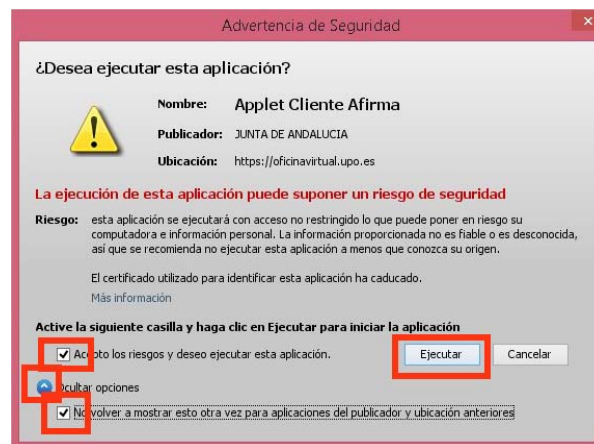 Advertencia de Seguridad
¿Desea ejecutar esta aplicación?
Nombre: Applet Cliente Afirma
Publicador: JUNTA DE ANDALUCIA
Ubicación: https://oficinavirtual.upo.es
La ejecución de esta aplicación puede suponer un riesgo de seguridad
Riesgo: esta aplicación se ejecutará con acceso no restringido lo que puede poner en riesgo su
computadora e información personal. La información proporcionada no es fiable o es desconocida,
así que se recomienda no ejecutar esta aplicación a menos que conozca su origen.
El certificado utilizado para identificar esta aplicación ha caducado.
Más información
Active la siguiente casilla y haga clic en Ejecutar para iniciar la aplicación
Acepto los riesgos y deseo ejecutar esta aplicación.
Ejecutar
Cancelar
Ocultar opciones
No volver a mostrar esto otra vez para aplicaciones del publicador y ubicación anteriores